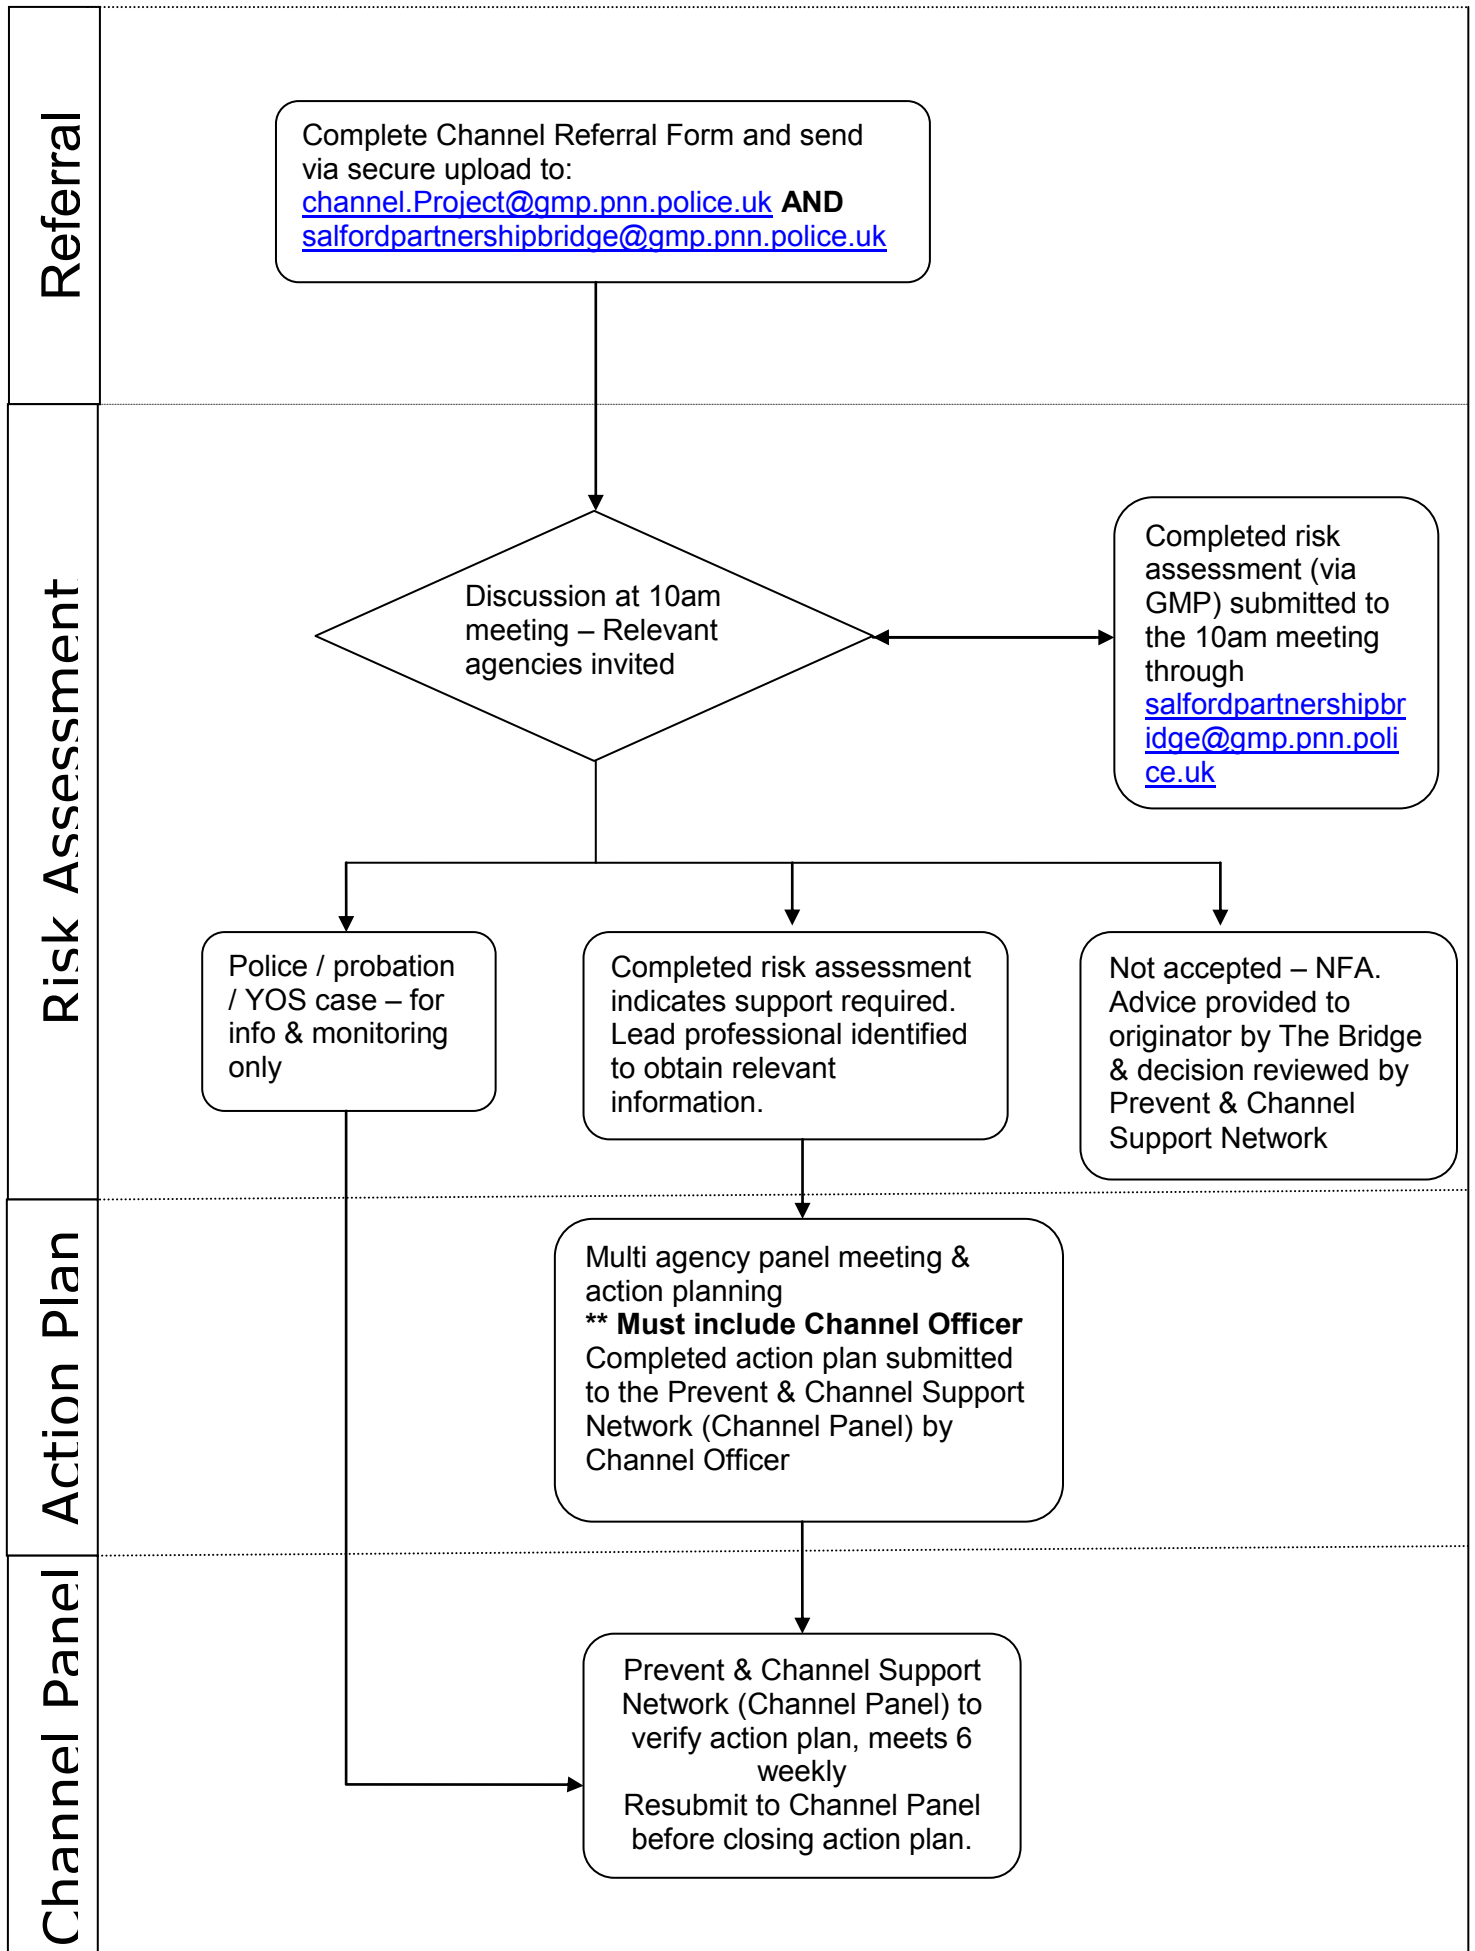 Referral
Complete Channel Referral Form and send
via secure upload to:
channel.Project@gmp.pnn.police.uk AND
salfordpartnershipbridge@gmp.pnn.police.uk
Risk Assessment
Discussion at 10am
meeting – Relevant
agencies invited
Completed risk
assessment (via
GMP) submitted to
the 10am meeting
through
salfordpartnershipbr
idge@gmp.pnn.poli
ce.uk
Police / probation
/ YOS case – for
info & monitoring
only
Completed risk assessment
indicates support required.
Lead professional identified
to obtain relevant
information.
Not accepted – NFA.
Advice provided to
originator by The Bridge
& decision reviewed by
Prevent & Channel
Support Network
Action Plan
Multi agency panel meeting &
action planning
** Must include Channel Officer
Completed action plan submitted
to the Prevent & Channel Support
Network (Channel Panel) by
Channel Officer
Channel Panel
Prevent & Channel Support
Network (Channel Panel) to
verify action plan, meets 6
weekly
Resubmit to Channel Panel
before closing action plan.